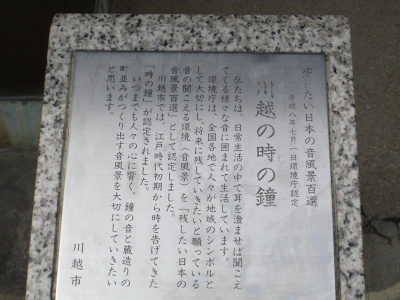 残したい日本の音風景百選
平成八年七月一日環境庁認定
川越の時の鐘
私たちは、日常生活の中で耳を澄ませば聞こえ
てくる様々な音に囲まれて生活しています。
環境庁は、全国各地で人々が地域のシンボルと
して大切にし、将来に残していきたいと願っている
音の聞こえる環境（音風景）を「残したい日本の
音風景百選」として認定しました。
川越市では、江戸時代初期から時を告げてきた
「時の鐘」が認定されました。
いつまでも人々の心に響く、鐘の音と蔵造りの
町並みがつくり出す音風景を大切にしていきたい
と思います。
川越市